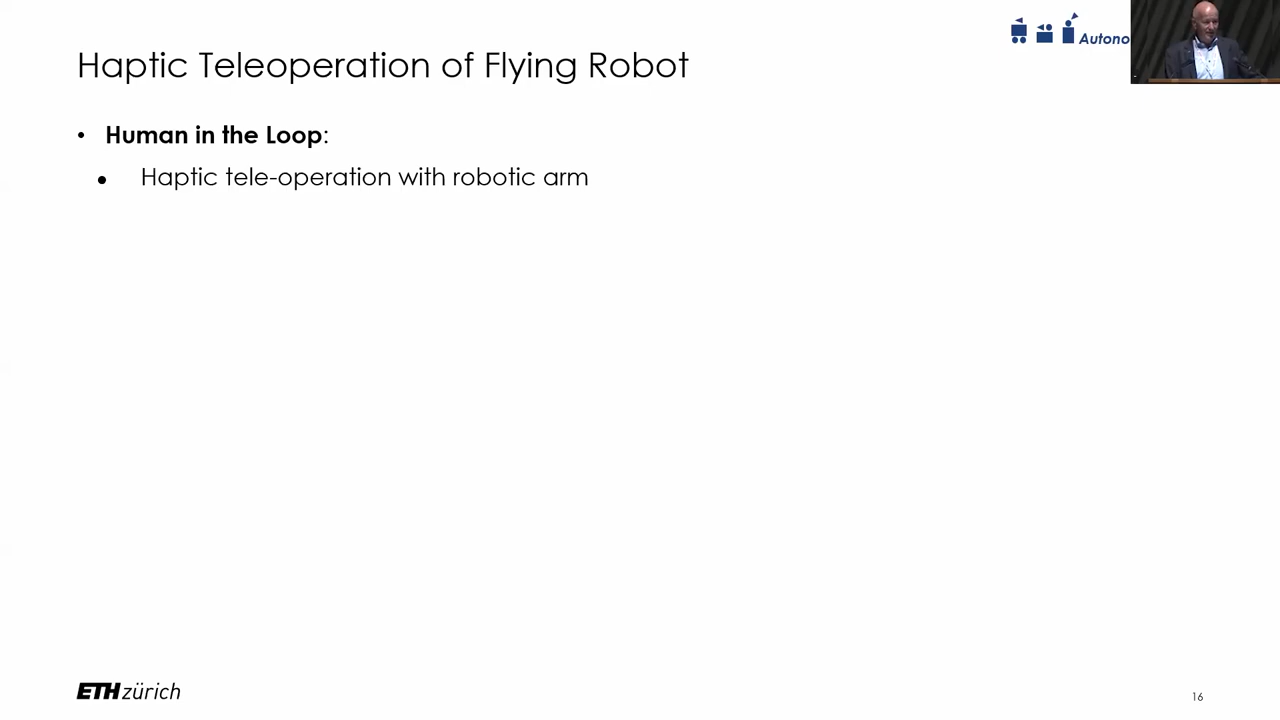 Autono
Haptic Teleoperation of Flying Robot
• Human in the Loop:
• Haptic tele-operation with robotic arm
ETH zürich
16